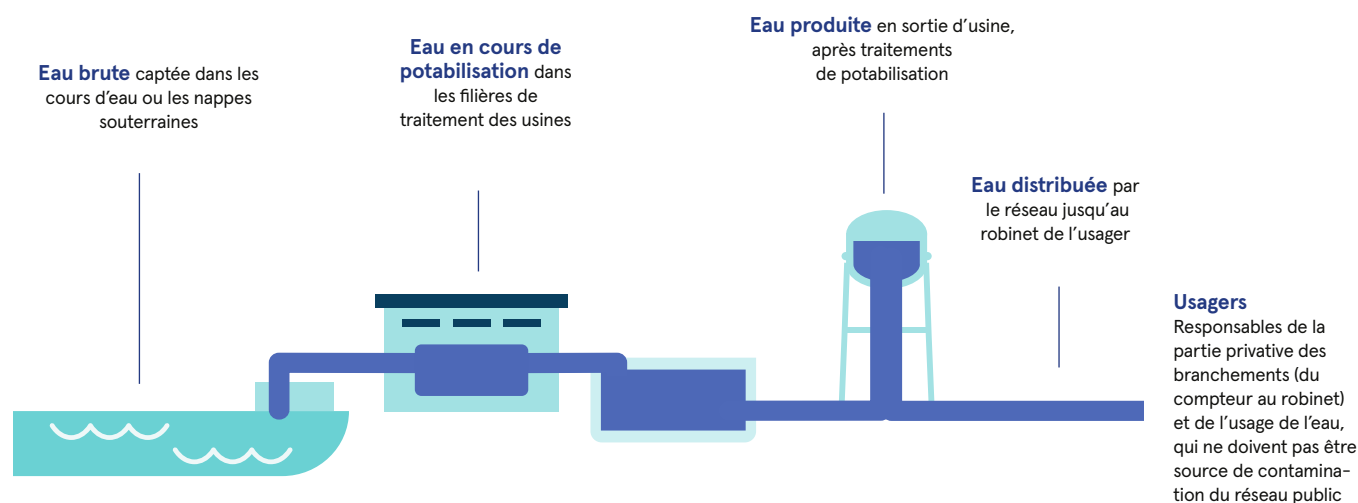 Eau brute captée dans les
cours d'eau ou les nappes
souterraines
Eau en cours de
potabilisation dans
les filières de
traitement des usines
Eau produite en sortie d'usine,
après traitements
de potabilisation
Eau distribuée par
le réseau jusqu'au
robinet de l'usager
Usagers
Responsables de la
partie privative des
branchements (du
compteur au robinet)
et de l'usage de l'eau,
qui ne doivent pas être
source de contamina-
tion du réseau public